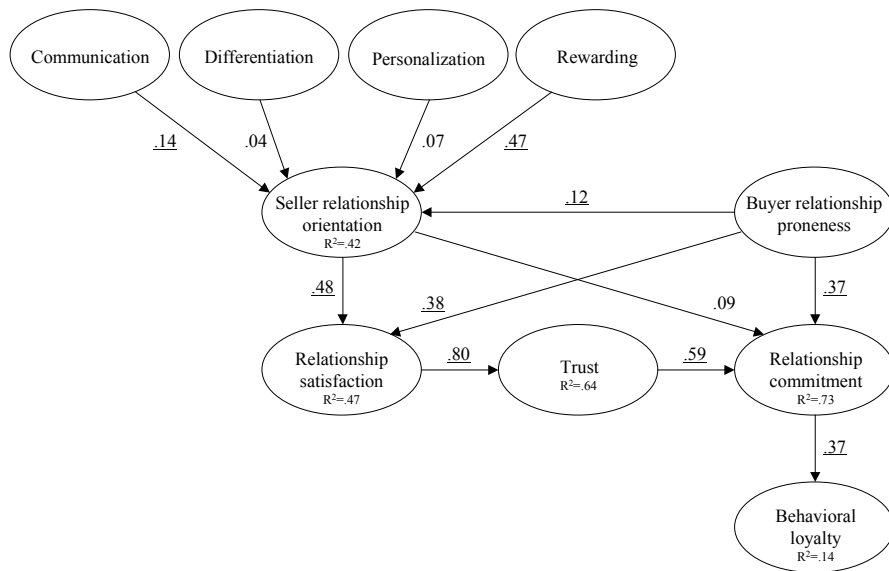 Communication
Differentiation
Personalization
Rewarding
.14
.04
.07
.47
Seller relationship
orientation
R²=.42
.12
Buyer relationship
proneness
.48
.38
.09
.37
Relationship
satisfaction
R²=.47
.80
Trust
R²=.64
.59
Relationship
commitment
R²=.73
.37
Behavioral
loyalty
R²=.14